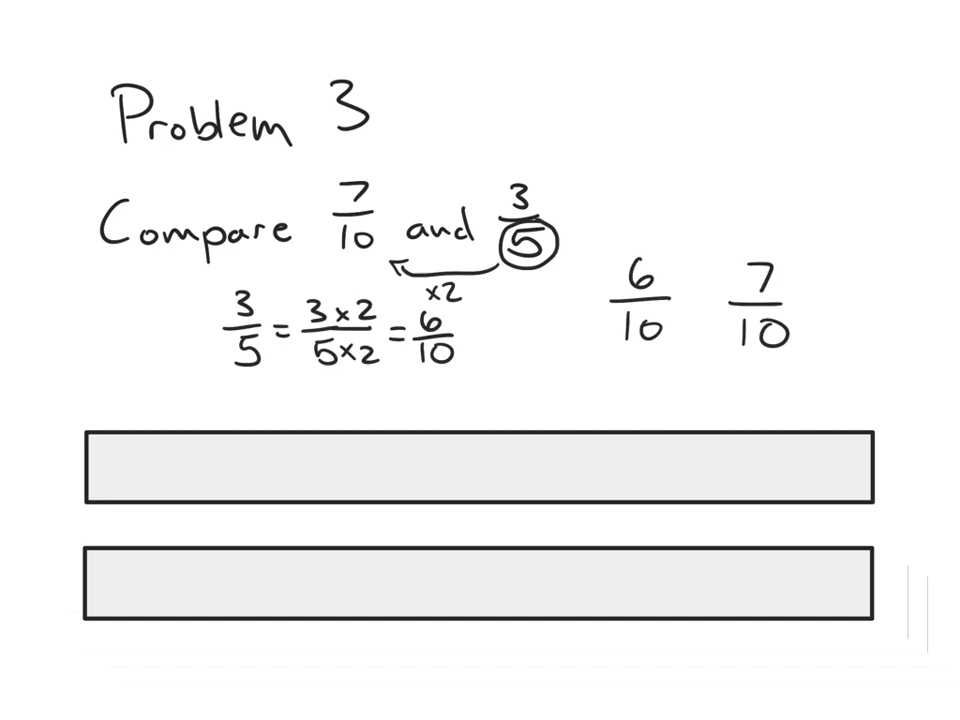 Problem 3
Compare 7/10 and 3/5
x2
3/5 = 3 x 2/5 x 2 = 6/10
6/10 7/10